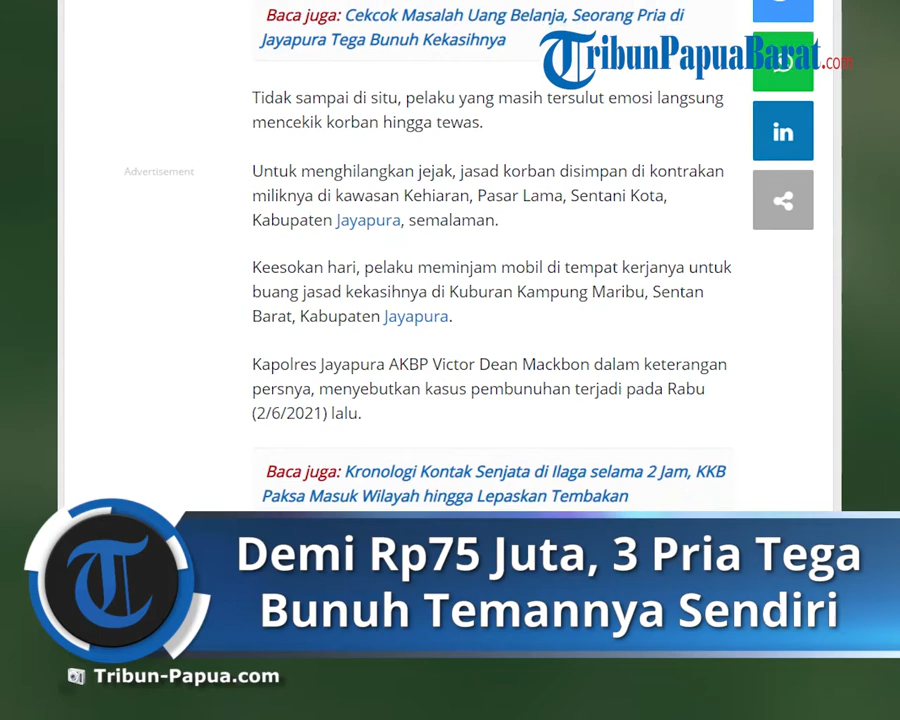 Baca juga: Cekcok Masalah Uang Belanja, Seorang Pria di
Jayapura Tega Bunuh Kekasihnya
TribunPapuaBarat.com
Tidak sampai di situ, pelaku yang masih tersulut emosi langsung
mencekik korban hingga tewas.
in
Advertisement
Untuk menghilangkan jejak, jasad korban disimpan di kontrakan
miliknya di kawasan Kehiaran, Pasar Lama, Sentani Kota,
Kabupaten Jayapura, semalaman.
Keesokan hari, pelaku meminjam mobil di tempat kerjanya untuk
buang jasad kekasihnya di Kuburan Kampung Maribu, Sentan
Barat, Kabupaten Jayapura.
Kapolres Jayapura AKBP Victor Dean Mackbon dalam keterangan
persnya, menyebutkan kasus pembunuhan terjadi pada Rabu
(2/6/2021) lalu.
Baca juga: Kronologi Kontak Senjata di Ilaga selama 2 Jam, KKB
Paksa Masuk Wilayah hingga Lepaskan Tembakan
Demi Rp75 Juta, 3 Pria Tega
Bunuh Temannya Sendiri
T
Tribun-Papua.com